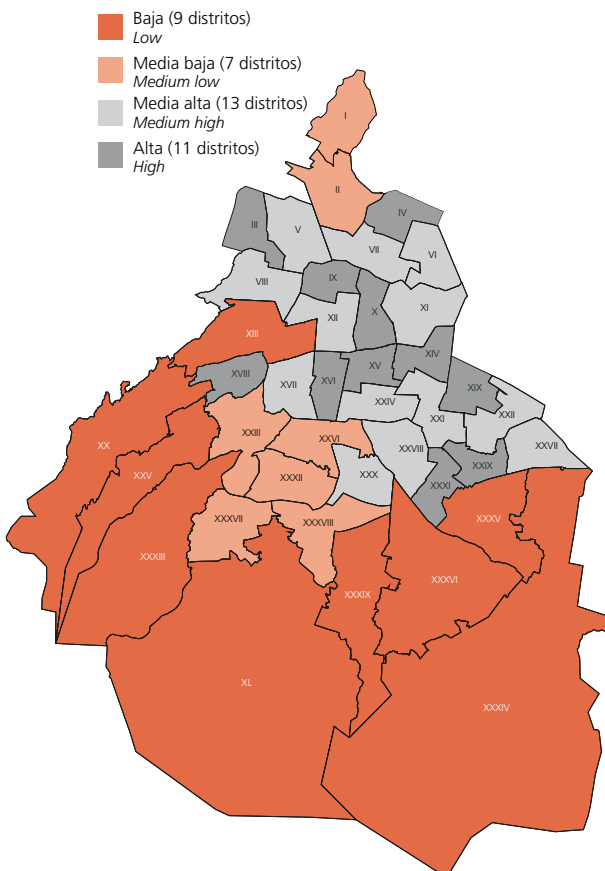 Baja (9 distritos)
Low
Media baja (7 distritos)
Medium low
Media alta (13 distritos)
Medium high
Alta (11 distritos)
High
I
II
III
IV
V
VI
VII
VIII
IX
X
XI
XII
XIII
XIV
XV
XVI
XVII
XVIII
XIX
XXIV
XXI
XXII
XX
XXIII
XXVI
XXVIII
XXVII
XXV
XXXII
XXX
XXIX
XXXI
XXXVII
XXXVIII
XXXV
XXXIII
XXXIX
XXXVI
XL
XXXIV